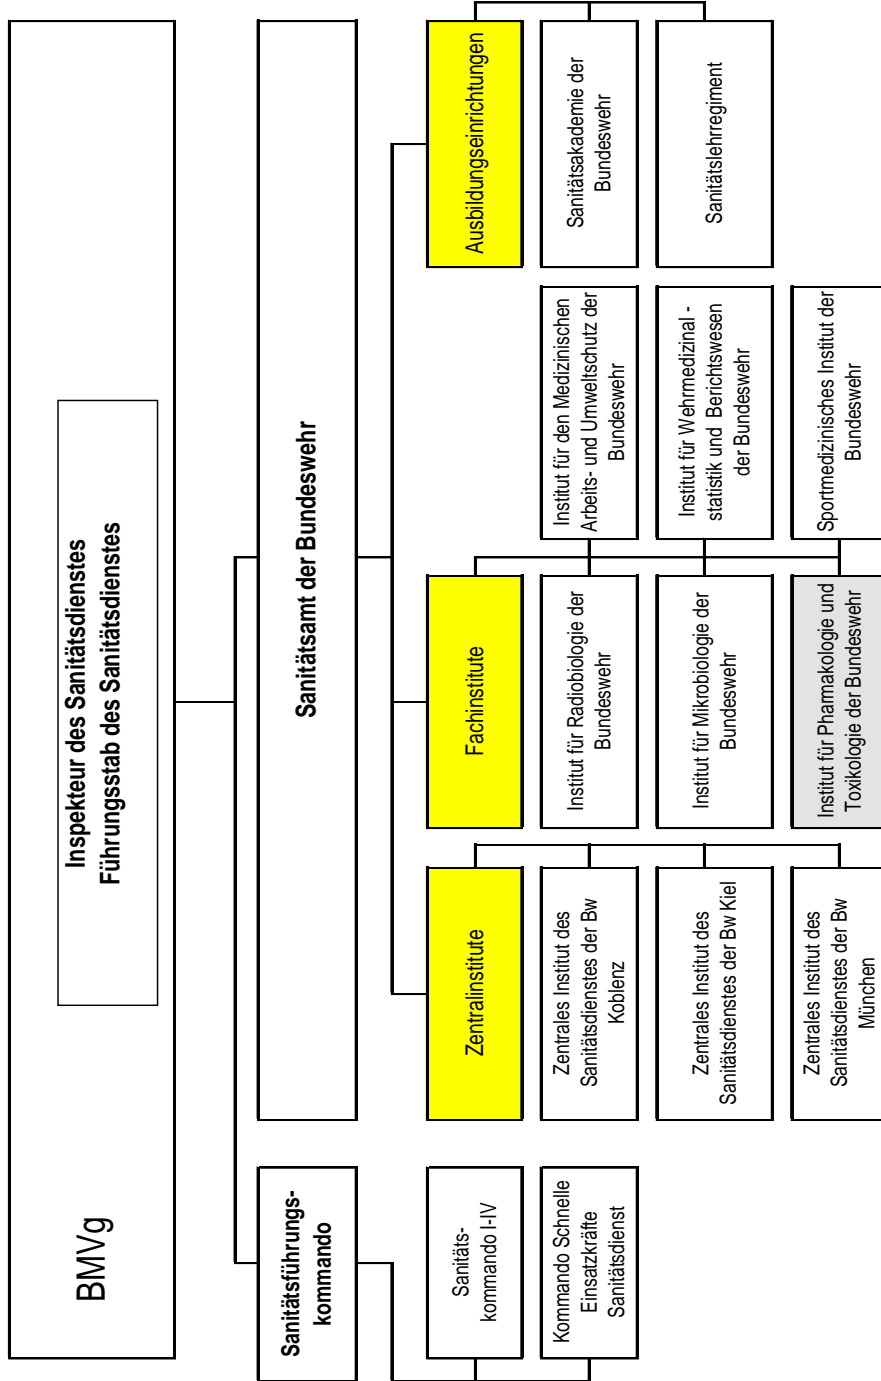 BMVg
Inspekteur des Sanitätsdienstes
Führungsstab des Sanitätsdienstes
Sanitätsführungs-
kommando
Sanitätsamt der Bundeswehr
Sanitäts-
kommando I-IV
Kommando Schnelle
Einsatzkräfte
Sanitätsdienst
Zentralinstitute
Zentrales Institut des
Sanitätsdienstes der Bw
Koblenz
Zentrales Institut des
Sanitätsdienstes der Bw Kiel
Zentrales Institut des
Sanitätsdienstes der Bw
München
Fachinstitute
Institut für Radiobiologie der
Bundeswehr
Institut für Mikrobiologie der
Bundeswehr
Institut für Pharmakologie und
Toxikologie der Bundeswehr
Institut für den Medizinischen
Arbeits- und Umweltschutz der
Bundeswehr
Institut für Wehrmedizinal -
statistik und Berichtswesen
der Bundeswehr
Sportmedizinisches Institut der
Bundeswehr
Ausbildungseinrichtungen
Sanitätsakademie der
Bundeswehr
Sanitätslehrregiment